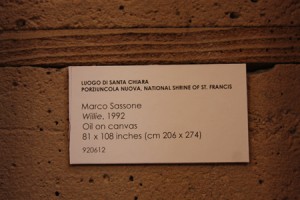 LUOGO DI SANTA CHIARA
PORZIUNCOLA NUOVA, NATIONAL SHRINE OF ST. FRANCIS
Marco Sassone
Willie, 1992
Oil on canvas
81 x 108 inches (cm 206 x 274)
920612